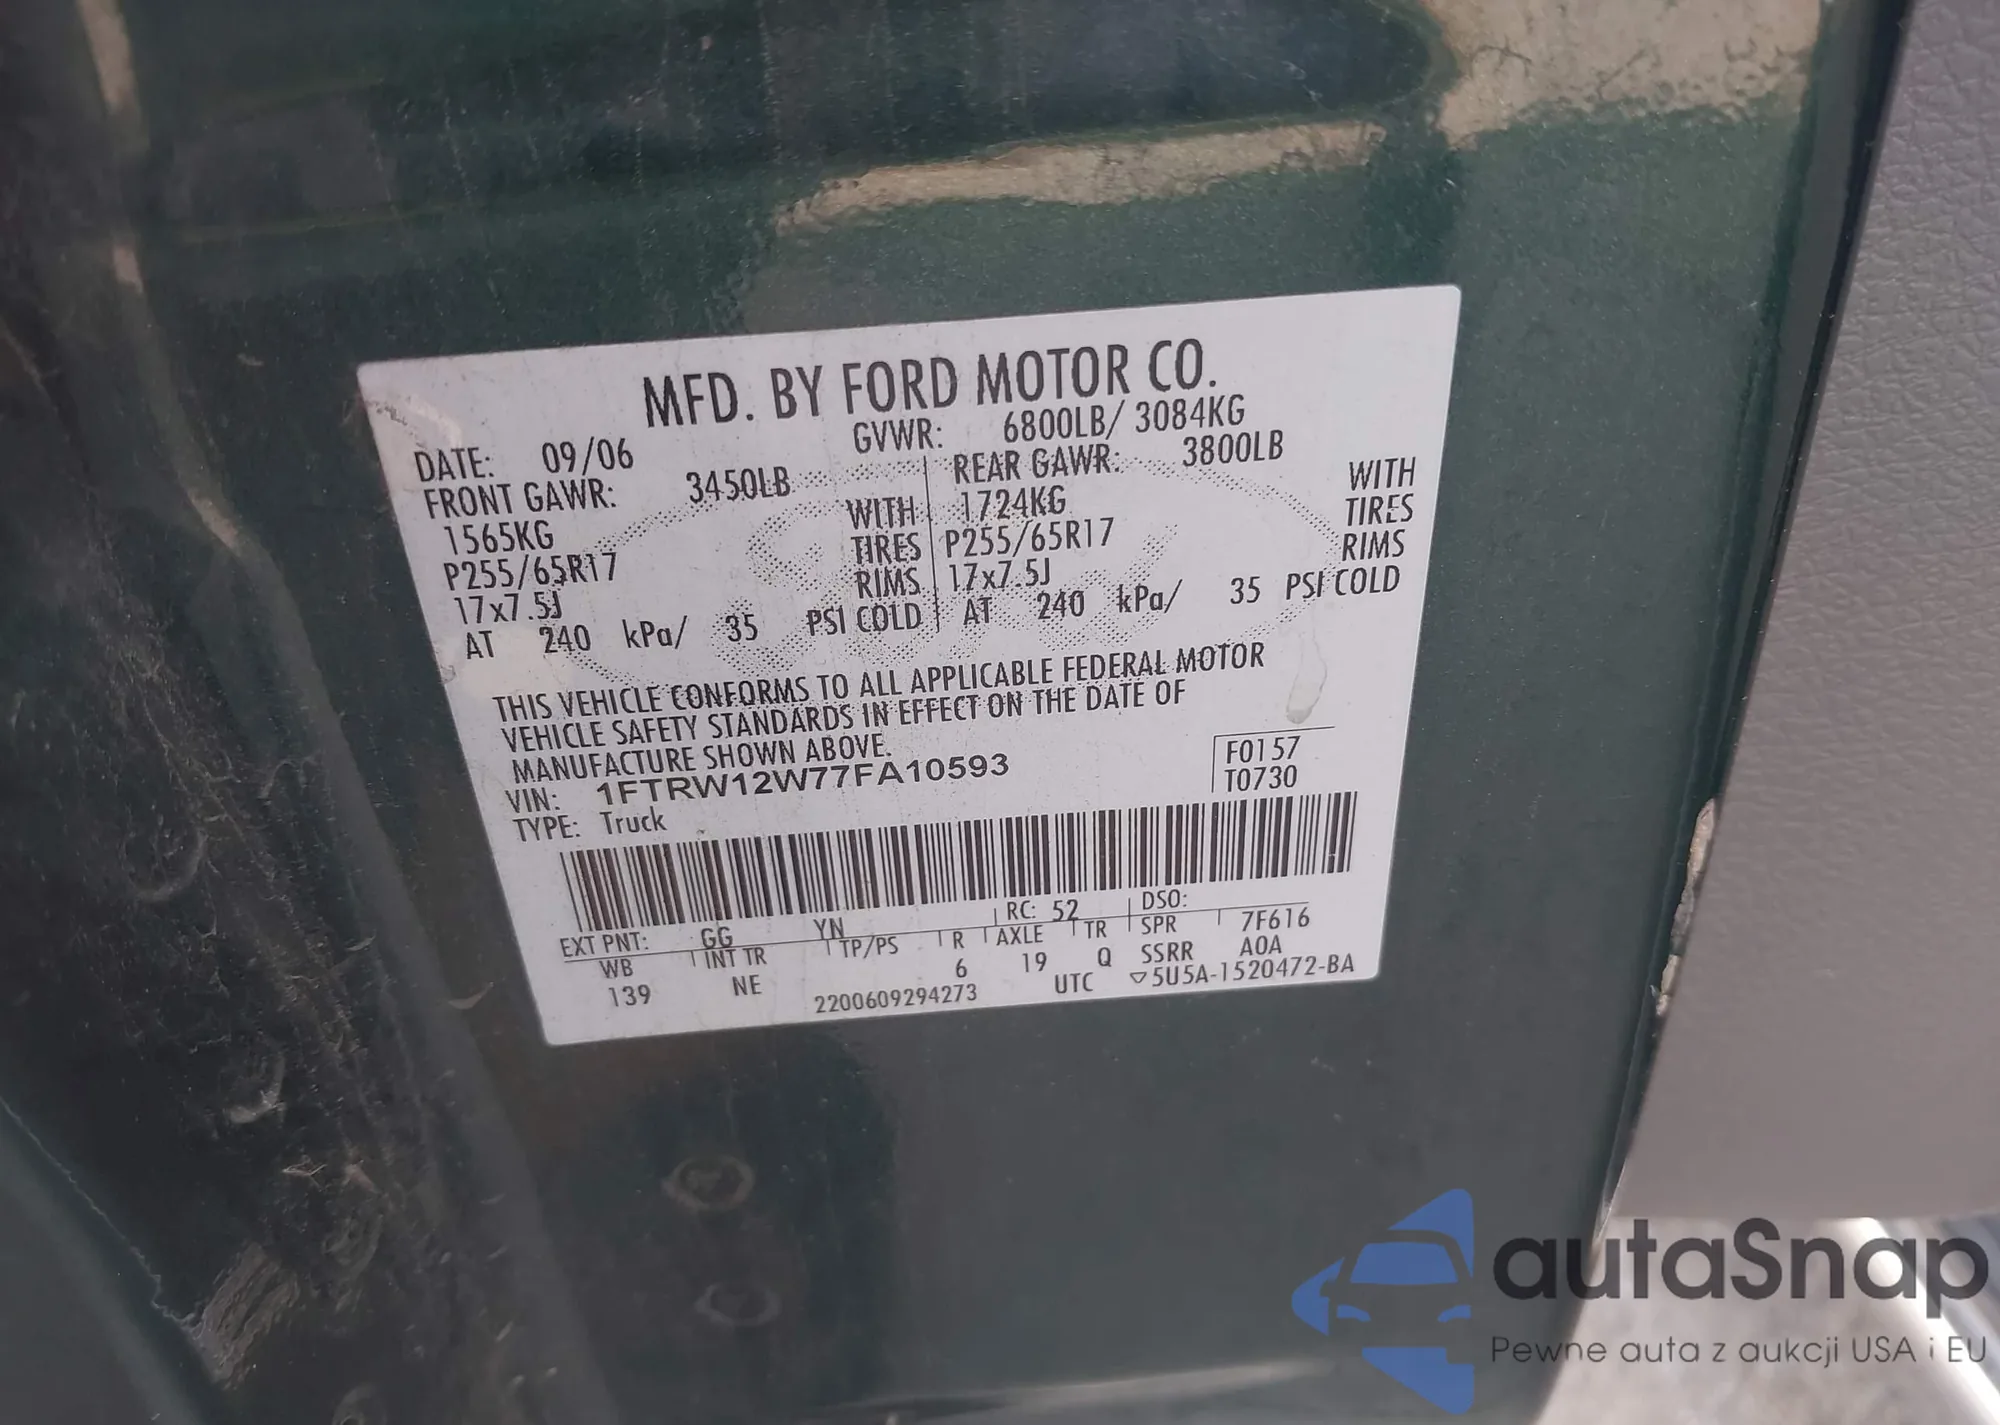 MFD. BY FORD MOTOR CO.
DATE: 09/06 GVWR: 6800LB/ 3084KG
FRONT GAWR: 3450LB REAR GAWR: 3800LB
1565KG WITH 1724KG WITH
P255/65R17 TIRES P255/65R17 TIRES
17x7.5J RIMS 17x7.5J RIMS
AT 240 kPa/ 35 PSI COLD AT 240 kPa/ 35 PSI COLD
THIS VEHICLE CONFORMS TO ALL APPLICABLE FEDERAL MOTOR
VEHICLE SAFETY STANDARDS IN EFFECT ON THE DATE OF
MANUFACTURE SHOWN ABOVE.
VIN: 1FTRW12W77FA10593 F0157
TYPE: Truck T0730
EXT PNT: GG YN RC: 52 DSO:
WB INT TR TP/PS R AXLE TR SPR 7F616
139 NE 6 19 Q SSRR A0A
2200609294273 UTC ▽5U5A-1520472-BA
autaSnap
Pewne auta z aukcji USA i EU